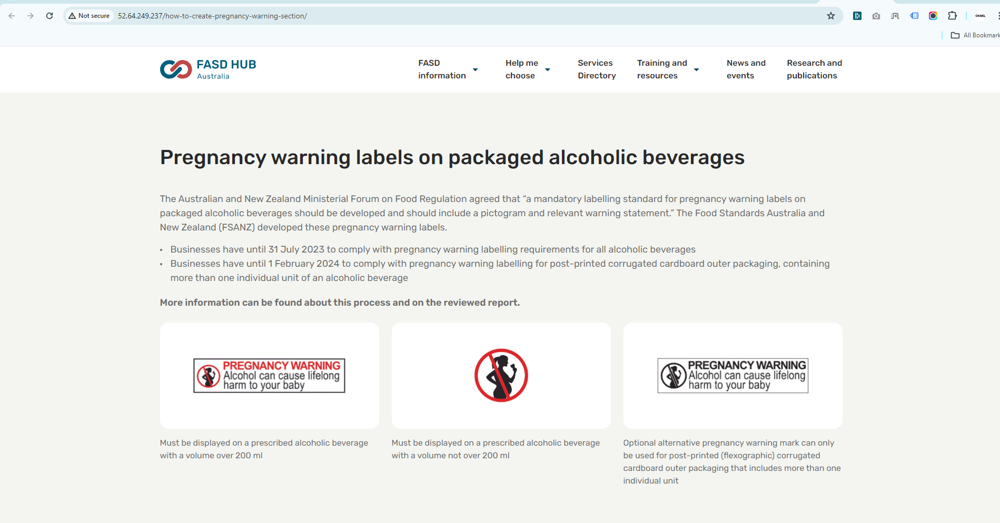 Not secure
52.64.249.237/how-to-create-pregnancy-warning-section/
OKMG.
All Bookmark
FASD HUB
Australia
FASD
information
Help me
choose
Services
Directory
Training and
resources
News and
events
Research and
publications
Pregnancy warning labels on packaged alcoholic beverages
The Australian and New Zealand Ministerial Forum on Food Regulation agreed that “a mandatory labelling standard for pregnancy warning labels on
packaged alcoholic beverages should be developed and should include a pictogram and relevant warning statement.” The Food Standards Australia and
New Zealand (FSANZ) developed these pregnancy warning labels.
• Businesses have until 31 July 2023 to comply with pregnancy warning labelling requirements for all alcoholic beverages
• Businesses have until 1 February 2024 to comply with pregnancy warning labelling for post-printed corrugated cardboard outer packaging, containing
more than one individual unit of an alcoholic beverage
More information can be found about this process and on the reviewed report.
PREGNANCY WARNING
Alcohol can cause lifelong
harm to your baby
Must be displayed on a prescribed alcoholic beverage
with a volume over 200 ml
Must be displayed on a prescribed alcoholic beverage
with a volume not over 200 ml
PREGNANCY WARNING
Alcohol can cause lifelong
harm to your baby
Optional alternative pregnancy warning mark can only
be used for post-printed (flexographic) corrugated
cardboard outer packaging that includes more than one
individual unit